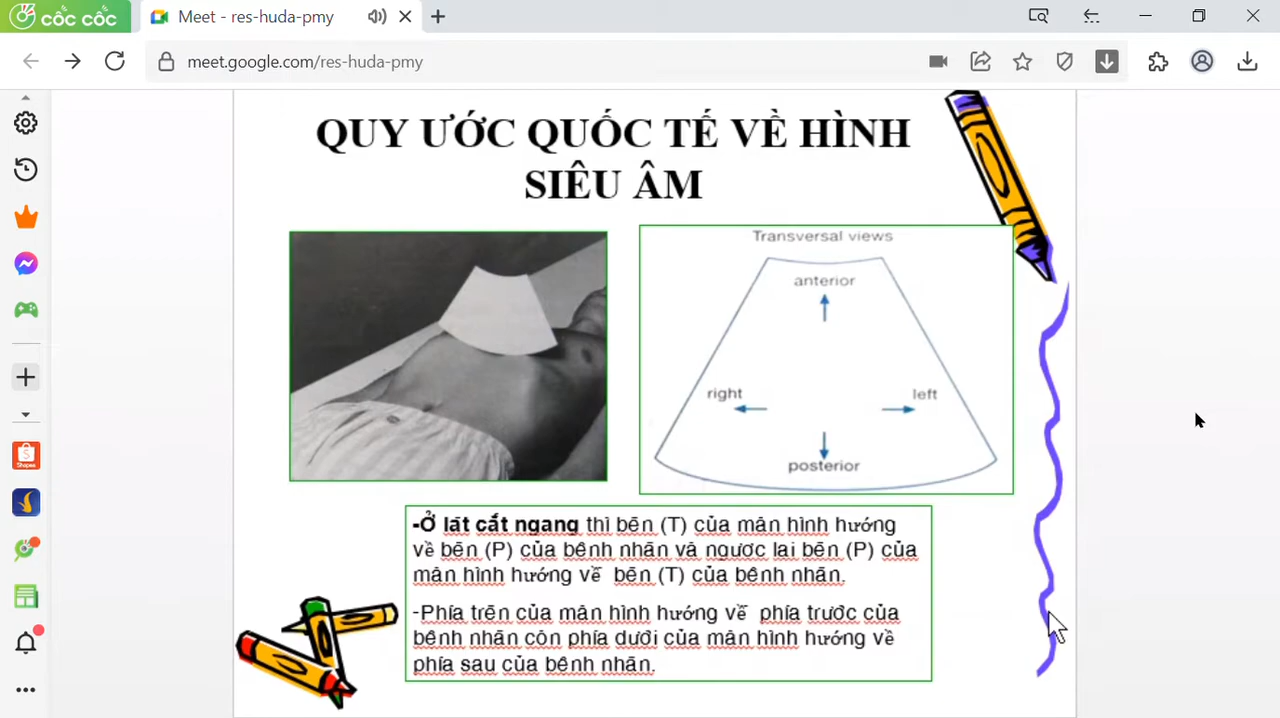 cốc cốc
Meet - res-huda-pmy
meet.google.com/res-huda-pmy
QUY ƯỚC QUỐC TẾ VỀ HÌNH
SIÊU ÂM
Transversal views
anterior
right
left
posterior
-Ở lát cắt ngang thì bên (T) của màn hình hướng
về bên (P) của bệnh nhân và ngược lại bên (P) của
màn hình hướng về bên (T) của bệnh nhân.
-Phía trên của màn hình hướng về phía trước của
bệnh nhân còn phía dưới của màn hình hướng về
phía sau của bệnh nhân.
Shopee